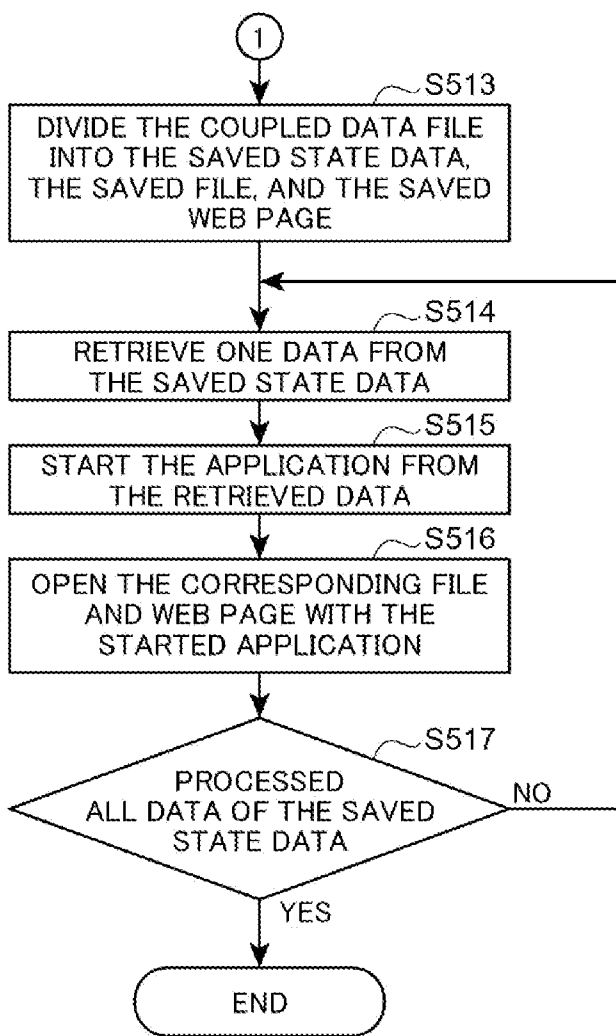 1
S513
DIVIDE THE COUPLED DATA FILE
INTO THE SAVED STATE DATA,
THE SAVED FILE, AND THE SAVED
WEB PAGE
S514
RETRIEVE ONE DATA FROM
THE SAVED STATE DATA
S515
START THE APPLICATION FROM
THE RETRIEVED DATA
S516
OPEN THE CORRESPONDING FILE
AND WEB PAGE WITH THE
STARTED APPLICATION
S517
PROCESSED
ALL DATA OF THE SAVED
STATE DATA
NO
YES
END